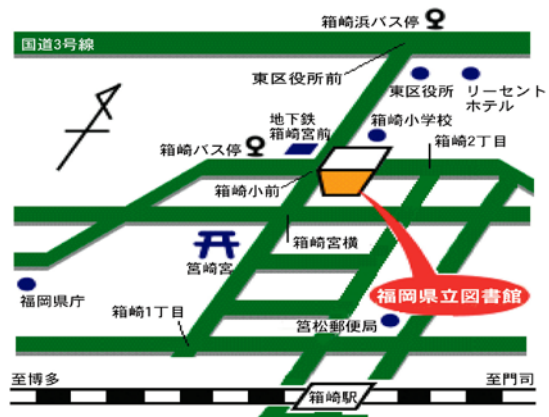 箱崎浜バス停
国道3号線
東区役所前
東区役所
リーセント
ホテル
地下鉄
箱崎宮前
箱崎小学校
箱崎バス停
箱崎2丁目
箱崎小前
箱崎宮横
筥崎宮
福岡県庁
福岡県立図書館
箱崎1丁目
筥松郵便局
至博多
至門司
箱崎駅